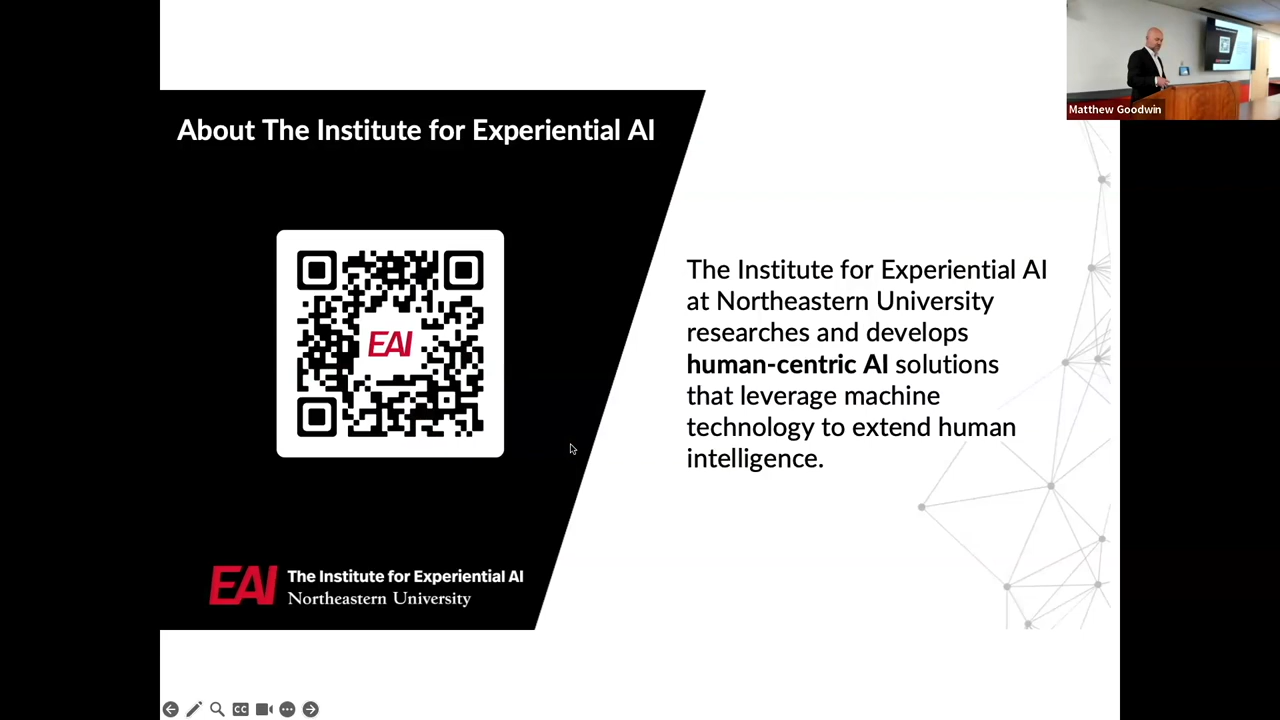 About The Institute for Experiential AI
EAI
The Institute for Experiential AI
at Northeastern University
researches and develops
human-centric AI solutions
that leverage machine
technology to extend human
intelligence.
EAI
The Institute for Experiential AI
Northeastern University
Matthew Goodwin
CC